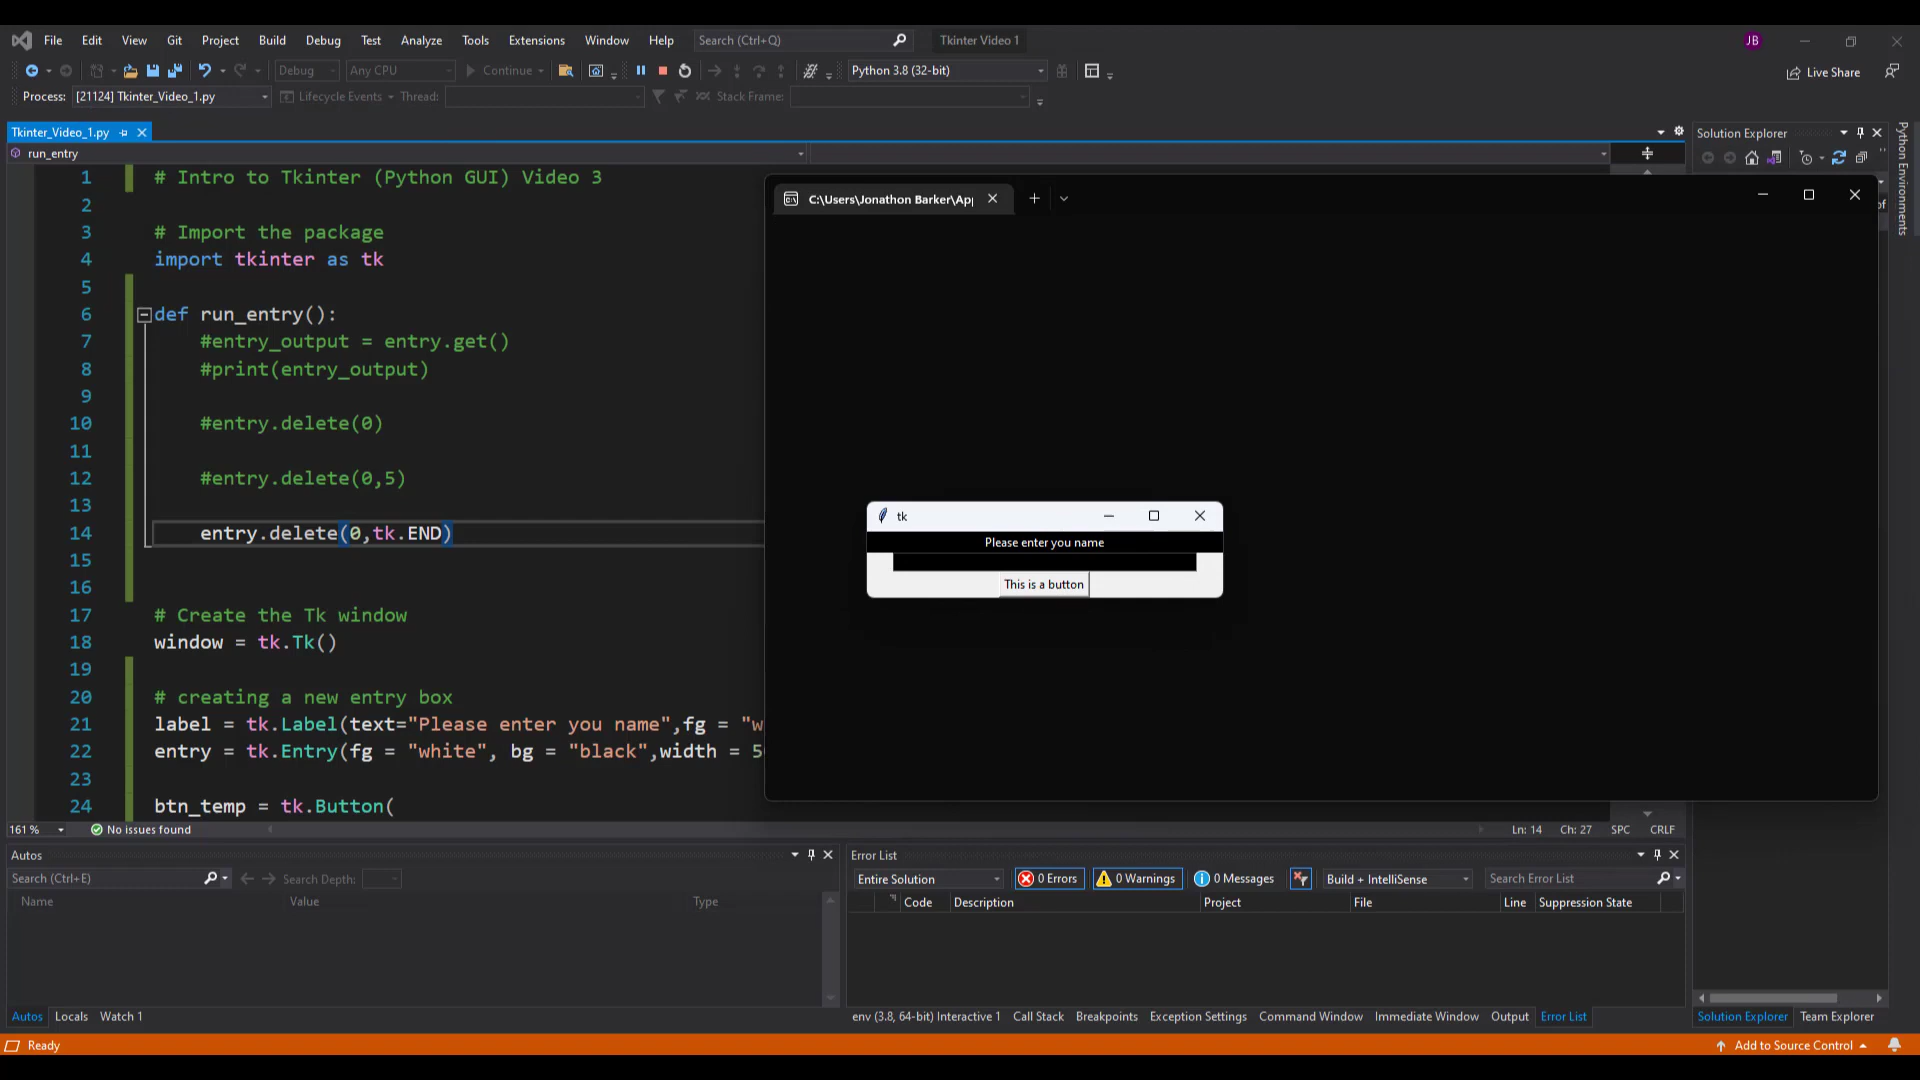 File Edit View Git Project Build Debug Test Analyze Tools Extensions Window Help Search (Ctrl+Q) Tkinter Video 1 JB
Debug Any CPU Continue Python 3.8 (32-bit) Live Share
Process: [21124] Tkinter_Video_1.py Lifecycle Events Thread: Stack Frame:
Tkinter_Video_1.py
run_entry
1 # Intro to Tkinter (Python GUI) Video 3
2
3 # Import the package
4 import tkinter as tk
5
6 def run_entry():
7 #entry_output = entry.get()
8 #print(entry_output)
9
10 #entry.delete(0)
11
12 #entry.delete(0,5)
13
14 entry.delete(0,tk.END)
15
16
17 # Create the Tk window
18 window = tk.Tk()
19
20 # creating a new entry box
21 label = tk.Label(text="Please enter you name",fg = "w
22 entry = tk.Entry(fg = "white", bg = "black",width = 5
23
24 btn_temp = tk.Button(
C:\Users\Jonathon Barker\Ap
tk
Please enter you name
This is a button
Solution Explorer
Python Environments
161 % No issues found Ln: 14 Ch: 27 SPC CRLF
Autos
Search (Ctrl+E) Search Depth:
Name Value Type
Autos Locals Watch 1
Error List
Entire Solution 0 Errors 0 Warnings 0 Messages Build + IntelliSense Search Error List
Code Description Project File Line Suppression State
env (3.8, 64-bit) Interactive 1 Call Stack Breakpoints Exception Settings Command Window Immediate Window Output Error List
Solution Explorer Team Explorer
Ready Add to Source Control